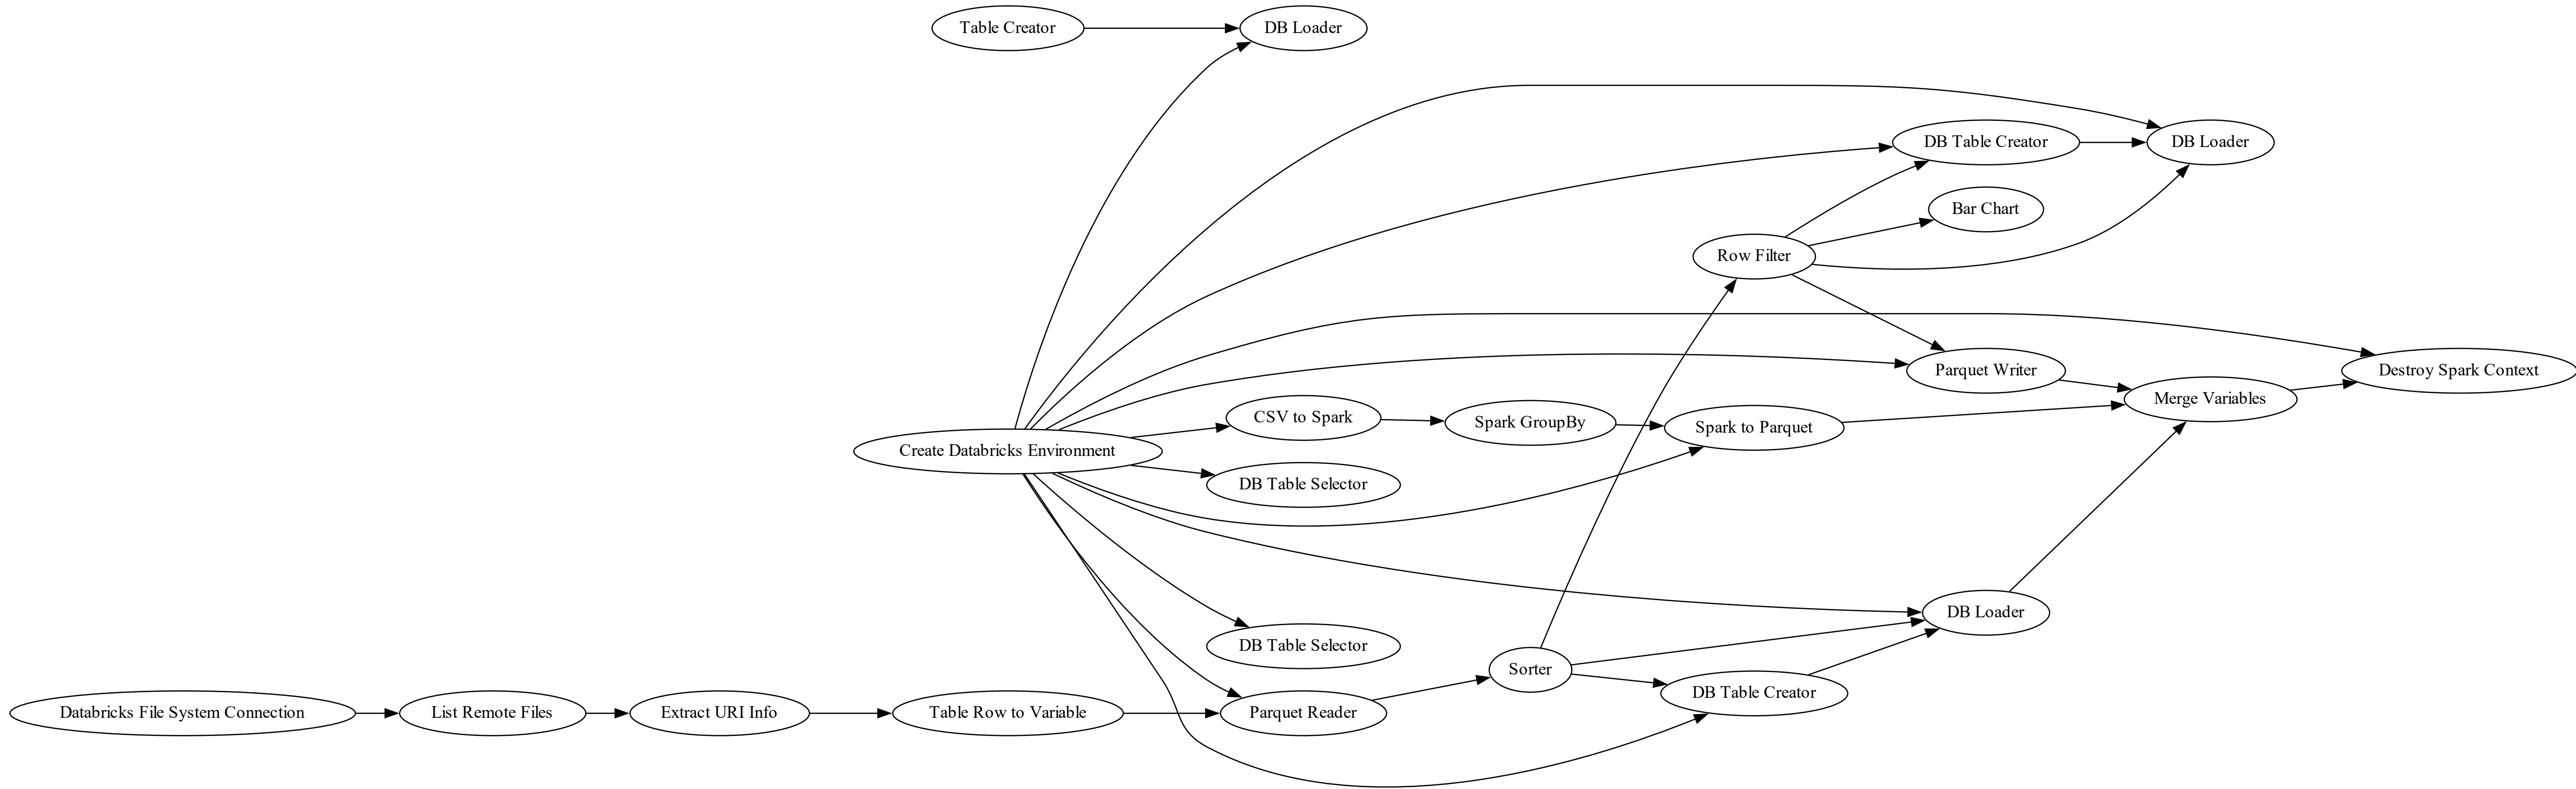 Table Creator
DB Loader
DB Table Creator
DB Loader
Bar Chart
Row Filter
Parquet Writer
Destroy Spark Context
Merge Variables
CSV to Spark
Spark GroupBy
Spark to Parquet
Create Databricks Environment
DB Table Selector
DB Loader
DB Table Selector
Sorter
DB Table Creator
Databricks File System Connection
List Remote Files
Extract URI Info
Table Row to Variable
Parquet Reader